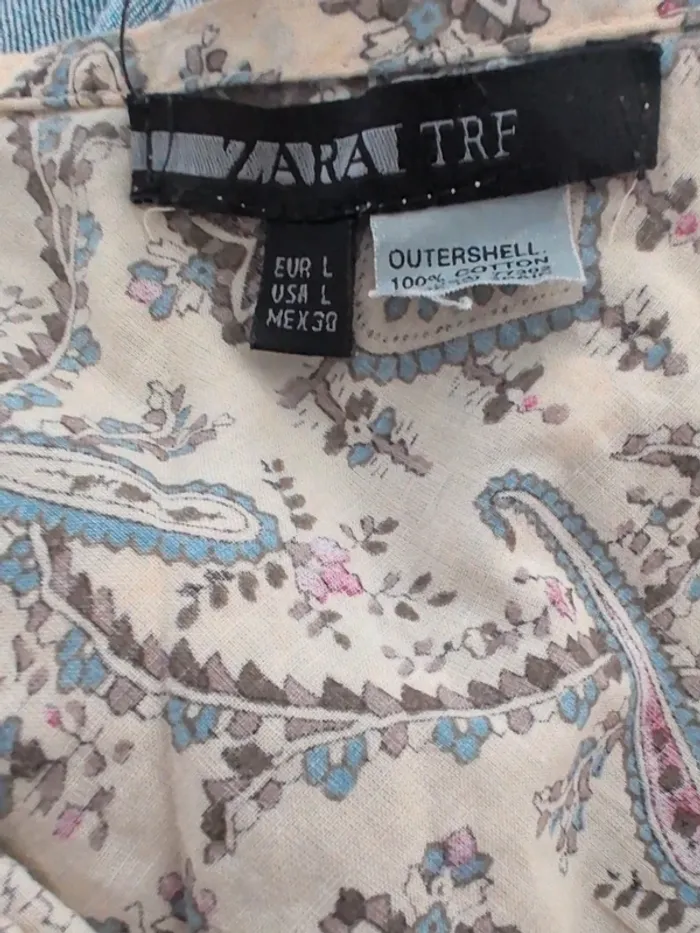 ZARA TRF
EUR L
USA L
MEX 30
OUTERSHELL.
100% COTTON